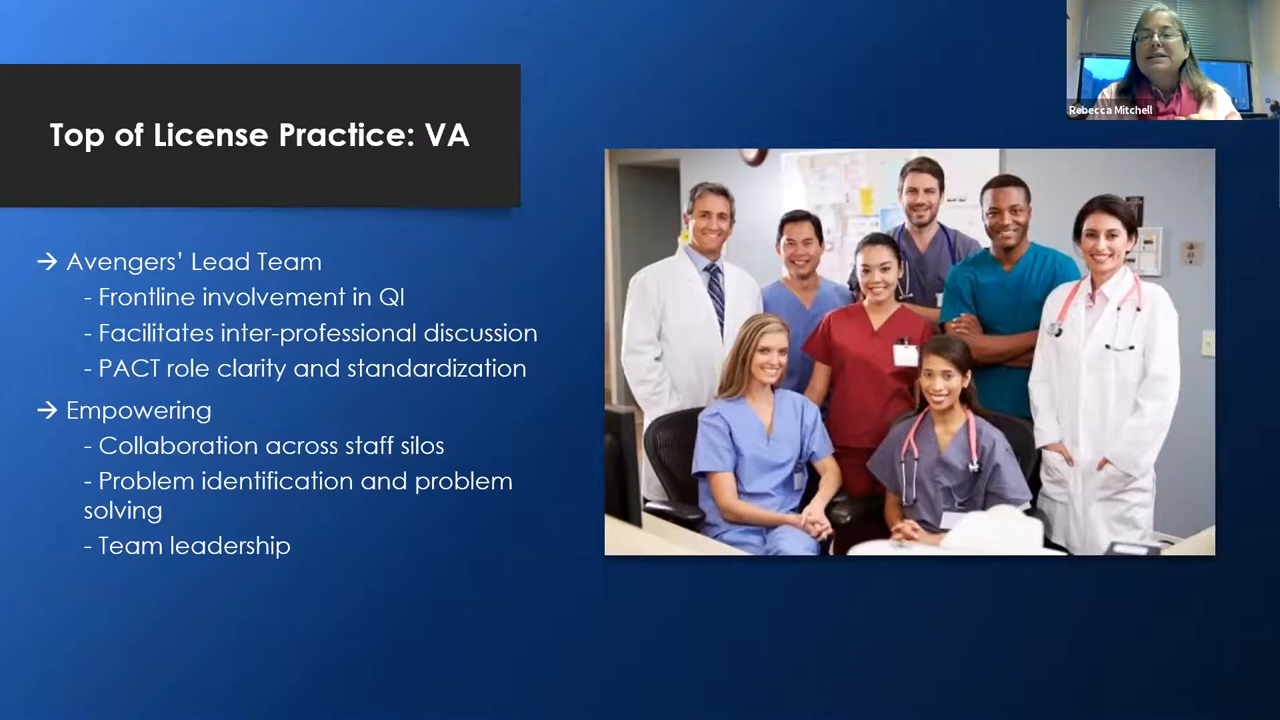 Top of License Practice: VA
Rebecca Mitchell
→ Avengers’ Lead Team
- Frontline involvement in QI
- Facilitates inter-professional discussion
- PACT role clarity and standardization
→ Empowering
- Collaboration across staff silos
- Problem identification and problem
solving
- Team leadership